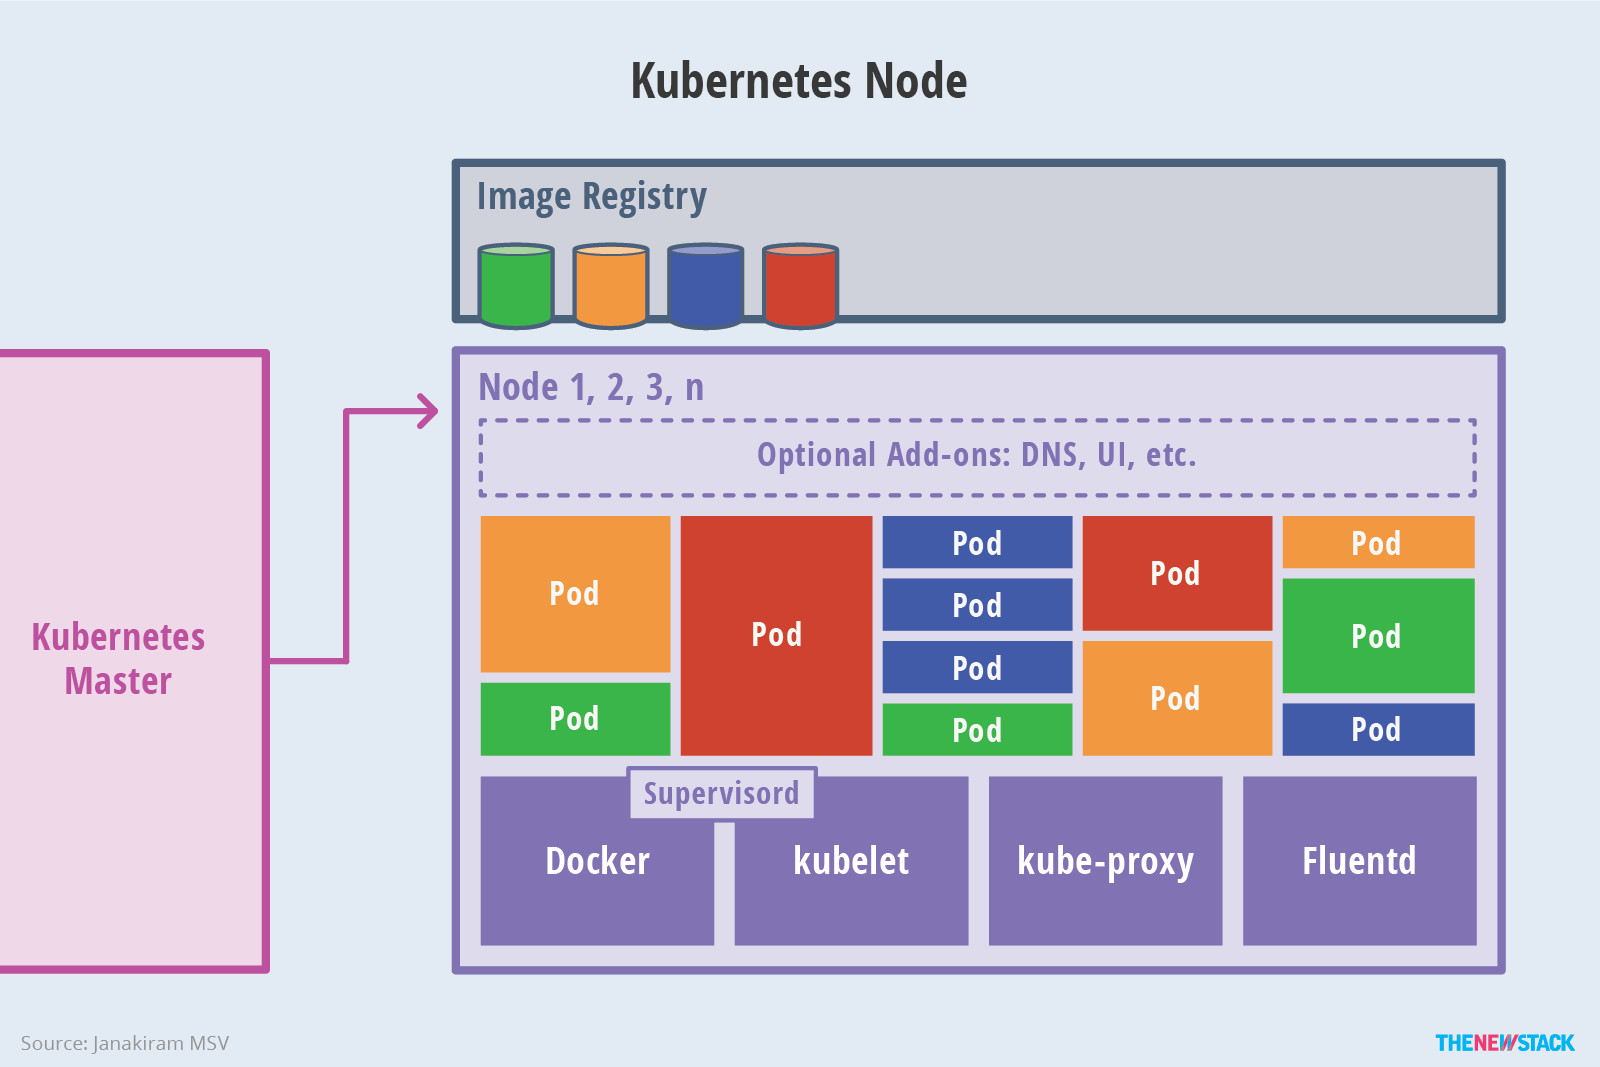 Kubernetes Node
Image Registry
Kubernetes
Master
Node 1, 2, 3, n
Optional Add-ons: DNS, UI, etc.
Pod
Pod
Pod
Pod
Pod
Pod
Pod
Pod
Pod
Pod
Pod
Pod
Supervisord
Docker
kubelet
kube-proxy
Fluentd
Source: Janakiram MSV
THENEWSTACK